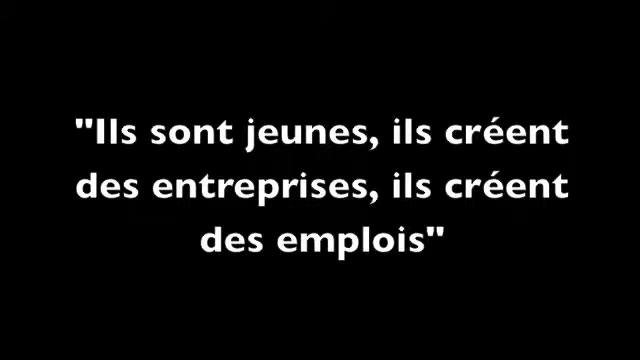 "Ils sont jeunes, ils créent
des entreprises, ils créent
des emplois"